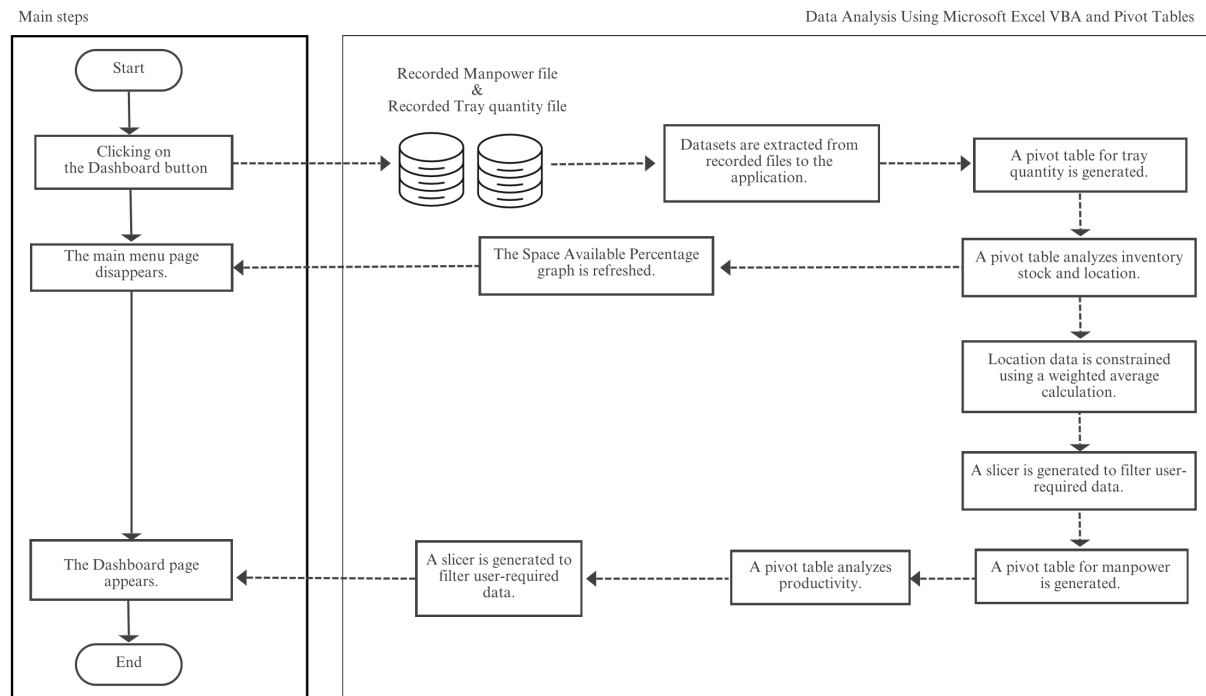 Main steps
Data Analysis Using Microsoft Excel VBA and Pivot Tables
Start
Recorded Manpower file
&
Recorded Tray quantity file
Clicking on
the Dashboard button
Datasets are extracted from
recorded files to the
application.
A pivot table for tray
quantity is generated.
The main menu page
disappears.
The Space Available Percentage
graph is refreshed.
A pivot table analyzes inventory
stock and location.
Location data is constrained
using a weighted average
calculation.
A slicer is generated to filter user-
required data.
The Dashboard page
appears.
A slicer is generated to
filter user-required
data.
A pivot table analyzes
productivity.
A pivot table for manpower
is generated.
End